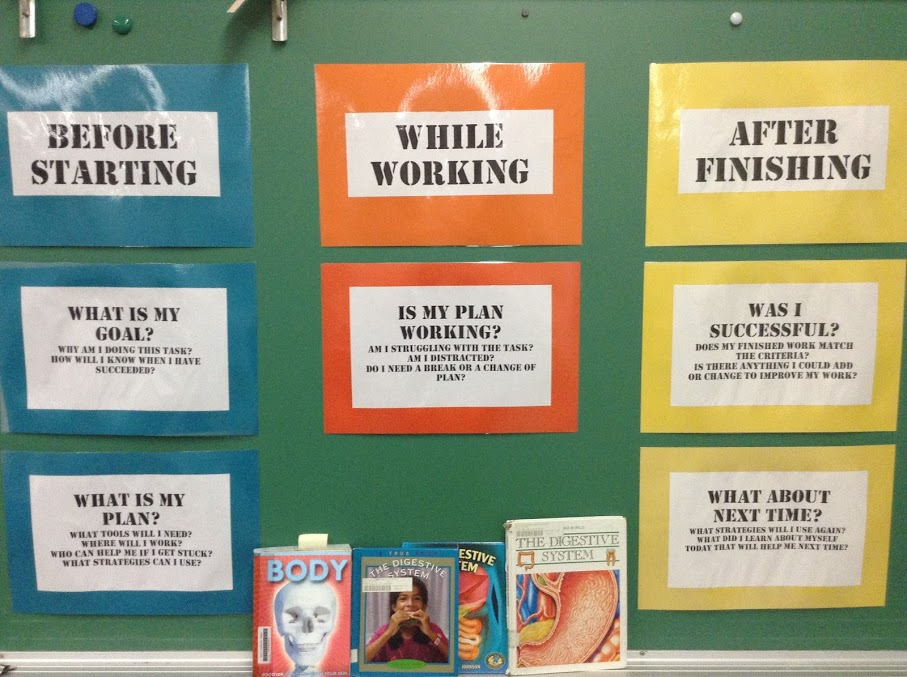 BEFORE
STARTING
WHAT IS MY
GOAL?
WHY AM I DOING THIS TASK?
HOW WILL I KNOW WHEN I HAVE
SUCCEEDED?
WHAT IS MY
PLAN?
WHAT TOOLS WILL I NEED?
WHERE WILL I WORK?
WHO CAN HELP ME IF I GET STUCK?
WHAT STRATEGIES CAN I USE?
WHILE
WORKING
IS MY PLAN
WORKING?
AM I STRUGGLING WITH THE TASK?
AM I DISTRACTED?
DO I NEED A BREAK OR A CHANGE OF
PLAN?
AFTER
FINISHING
WAS I
SUCCESSFUL?
DOES MY FINISHED WORK MATCH
THE CRITERIA?
IS THERE ANYTHING I COULD ADD
OR CHANGE TO IMPROVE MY WORK?
WHAT ABOUT
NEXT TIME?
WHAT STRATEGIES WILL I USE AGAIN?
WHAT DID I LEARN ABOUT MYSELF
TODAY THAT WILL HELP ME NEXT TIME?
BODY
TRUE
THE DIGESTIVE
SYSTEM
ESTIVE
TEM
JOHNSON
THE DIGESTIVE
SYSTEM